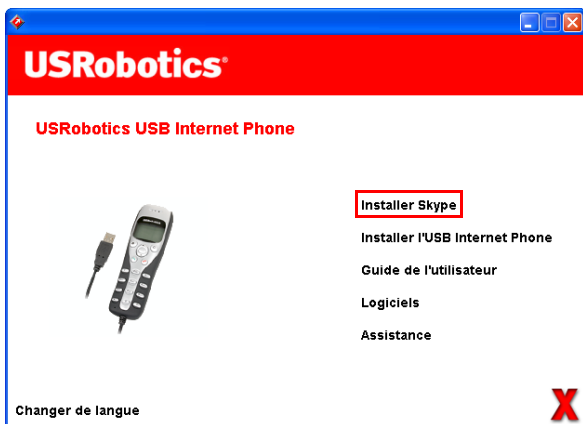 USRobotics®
USRobotics USB Internet Phone
Installer Skype
Installer l'USB Internet Phone
Guide de l'utilisateur
Logiciels
Assistance
Changer de langue
X